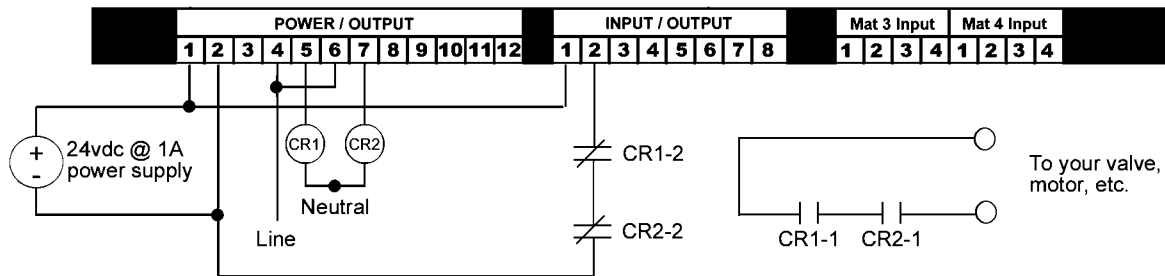 POWER / OUTPUT
INPUT / OUTPUT
Mat 3 Input
Mat 4 Input
1 2 3 4 5 6 7 8 9 10 11 12
1 2 3 4 5 6 7 8
1 2 3 4
1 2 3 4
+
-
24vdc @ 1A
power supply
CR1
CR2
Neutral
Line
CR1-2
CR2-2
CR1-1
CR2-1
To your valve,
motor, etc.